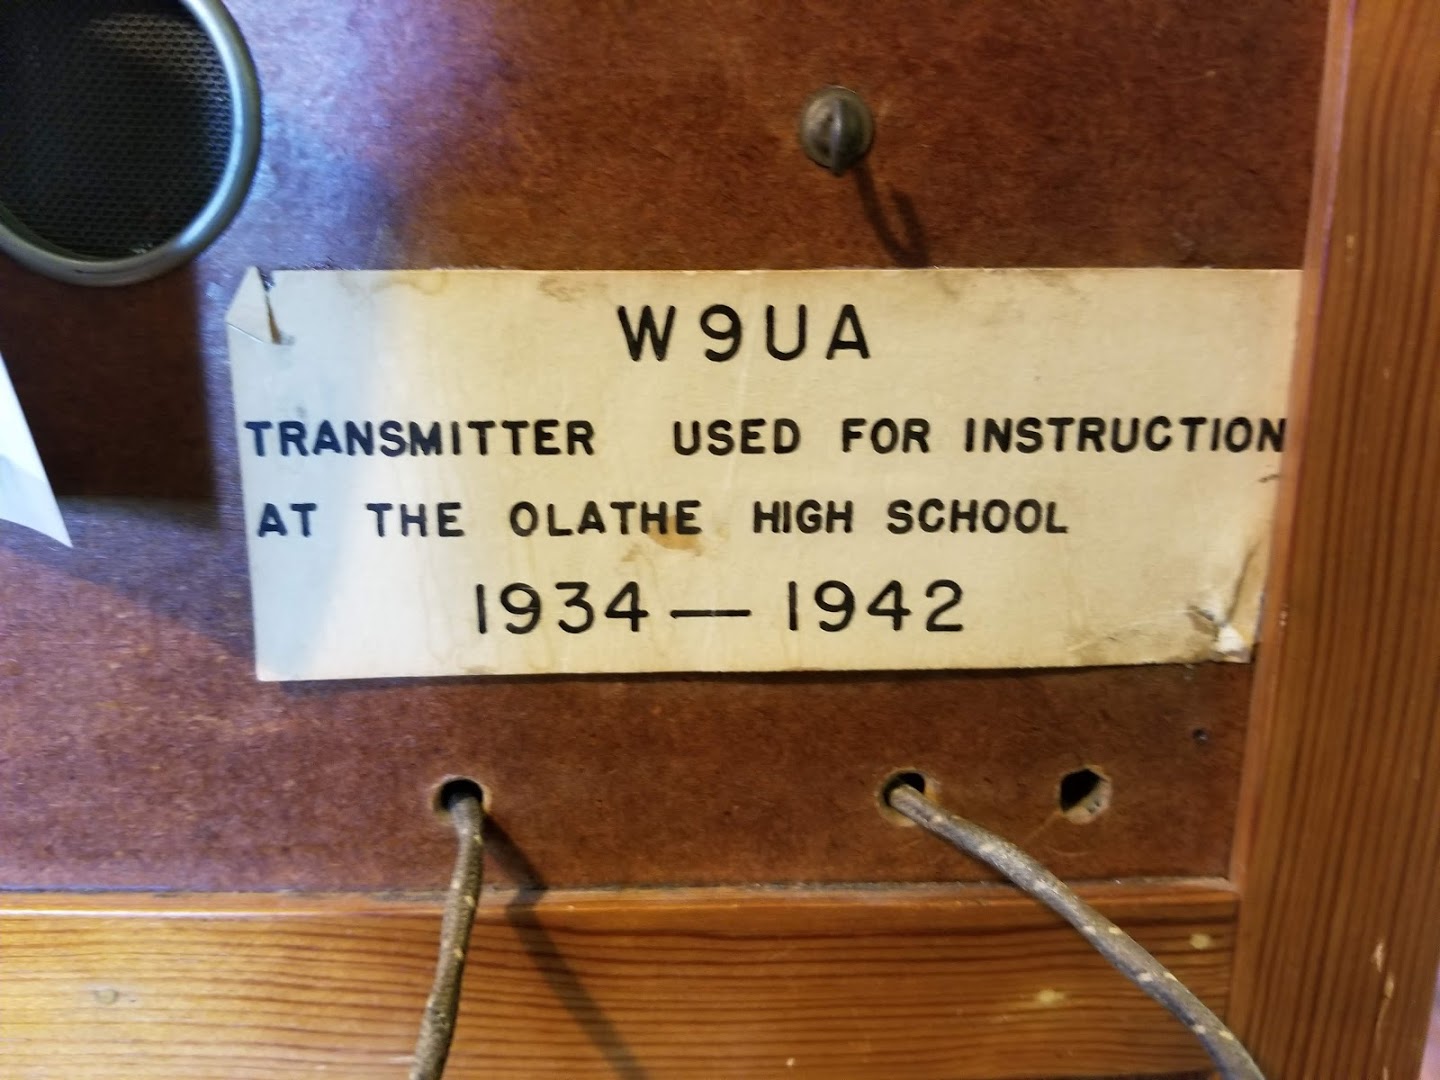 W9UA
TRANSMITTER USED FOR INSTRUCTION
AT THE OLATHE HIGH SCHOOL
1934 — 1942